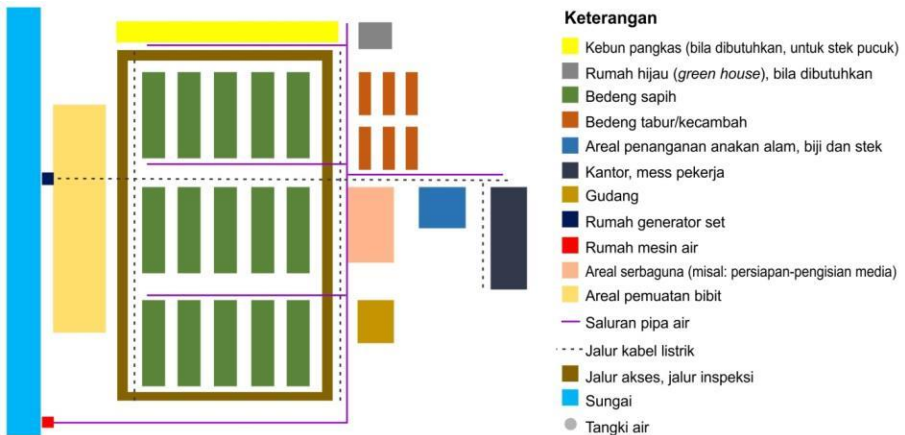 Keterangan
Kebun pangkas (bila dibutuhkan, untuk stek pucuk)
Rumah hijau (green house), bila dibutuhkan
Bedeng sapih
Bedeng tabur/kecambah
Areal penanganan anakan alam, biji dan stek
Kantor, mess pekerja
Gudang
Rumah generator set
Rumah mesin air
Areal serbaguna (misal: persiapan-pengisian media)
Areal pemuatan bibit
Saluran pipa air
Jalur kabel listrik
Jalur akses, jalur inspeksi
Sungai
Tangki air